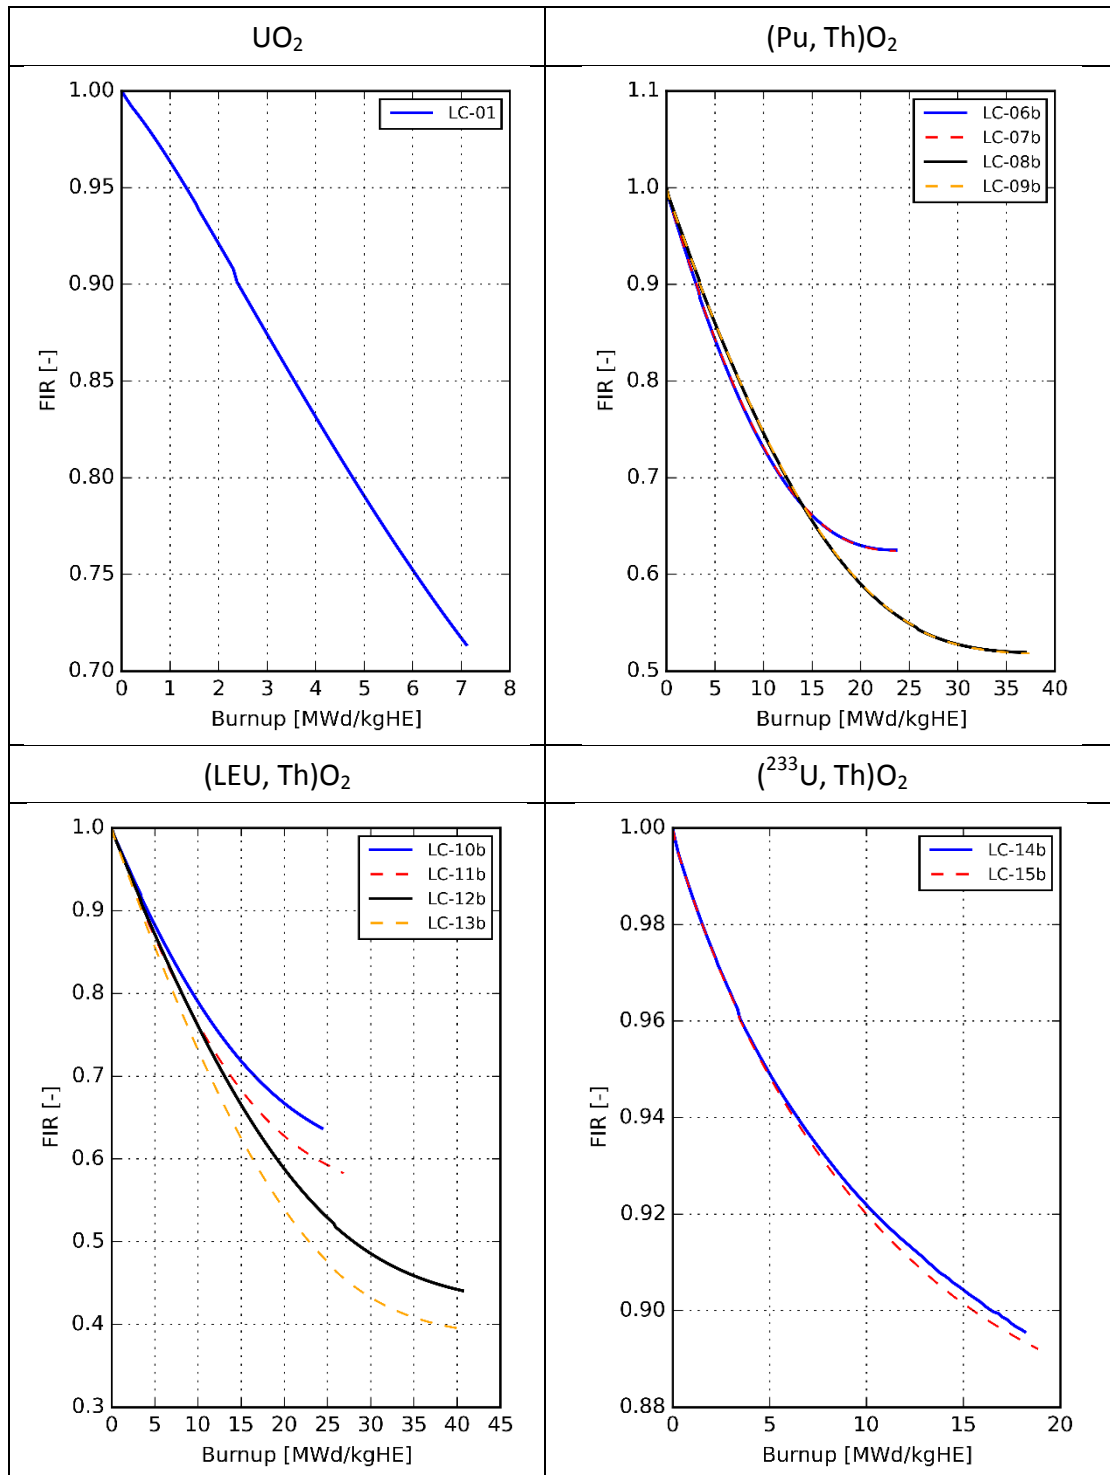 UO₂
(Pu, Th)O₂
1.00
0.95
0.90
0.85
0.80
0.75
0.70
FIR [-]
LC-01
0 1 2 3 4 5 6 7 8
Burnup [MWd/kgHE]
1.1
1.0
0.9
0.8
0.7
0.6
0.5
FIR [-]
LC-06b
LC-07b
LC-08b
LC-09b
0 5 10 15 20 25 30 35 40
Burnup [MWd/kgHE]
(LEU, Th)O₂
(²³³U, Th)O₂
1.0
0.9
0.8
0.7
0.6
0.5
0.4
0.3
FIR [-]
LC-10b
LC-11b
LC-12b
LC-13b
0 5 10 15 20 25 30 35 40 45
Burnup [MWd/kgHE]
1.00
0.98
0.96
0.94
0.92
0.90
0.88
FIR [-]
LC-14b
LC-15b
0 5 10 15 20
Burnup [MWd/kgHE]